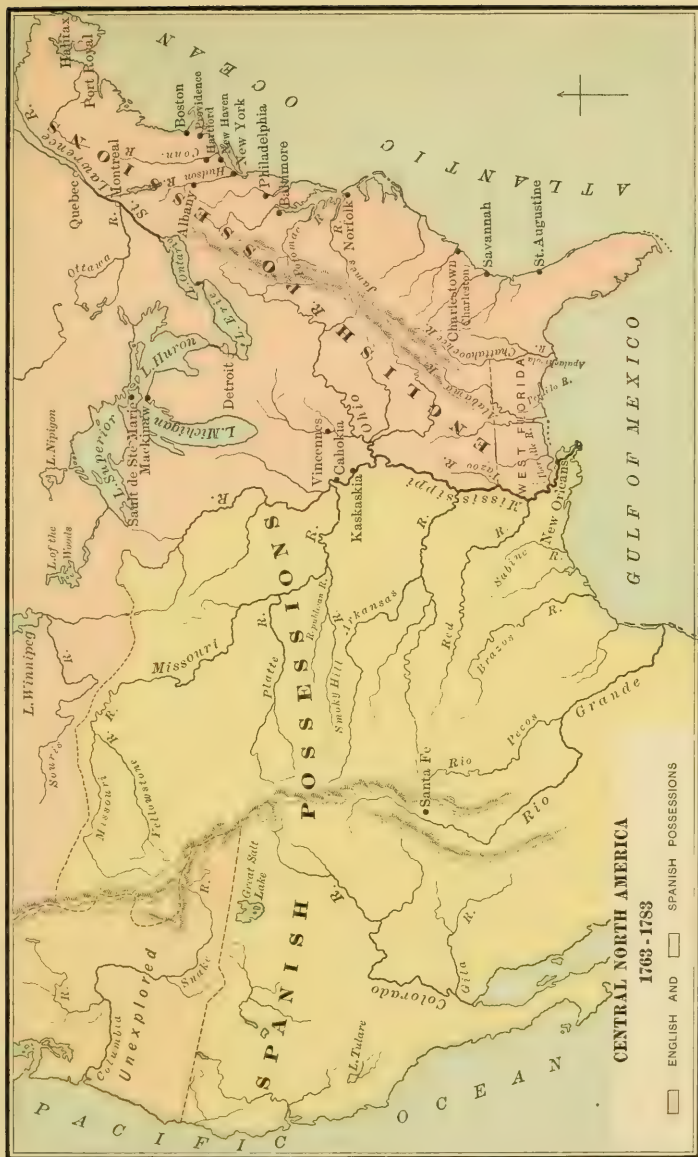 PACIFIC
OCEAN
ATLANTIC
OCEAN
GULF OF MEXICO
SPANISH POSSESSIONS
ENGLISH POSSESSIONS
Unexplored
Columbia
R.
Snake
R.
Great Salt
Lake
L. Tulare
Colorado
R.
Gila
R.
Santa Fe
Rio
Grande
Rio
Pecos
L. Winnipeg
R.
Souris
Missouri
R.
Yellowstone
R.
L. of the
Woods
L. Nipigon
Missouri
R.
Platte
R.
Smoky Hill
R.
Arkansas
R.
Red
R.
Brazos
R.
Sabine
R.
New Orleans
Mississippi
R.
L. Superior
Sault de Ste Marie
Mackinaw
L. Huron
L. Michigan
Detroit
L. Erie
L. Ontario
Ottawa
R.
Quebec
Montreal
St. Lawrence R.
Halifax
Port Royal
Boston
Providence
Hartford
New Haven
New York
Conn.
R.
Hudson R.
Albany
Philadelphia
Baltimore
Potomac
R.
James
R.
Norfolk
Vincennes
Cahokia
Kaskaskia
Ohio
R.
Yazoo R.
Alabama R.
Chattahoochee R.
Charlestown
Charleston
Savannah
St. Augustine
WEST FLORIDA
CENTRAL NORTH AMERICA
1763-1783
ENGLISH AND SPANISH POSSESSIONS